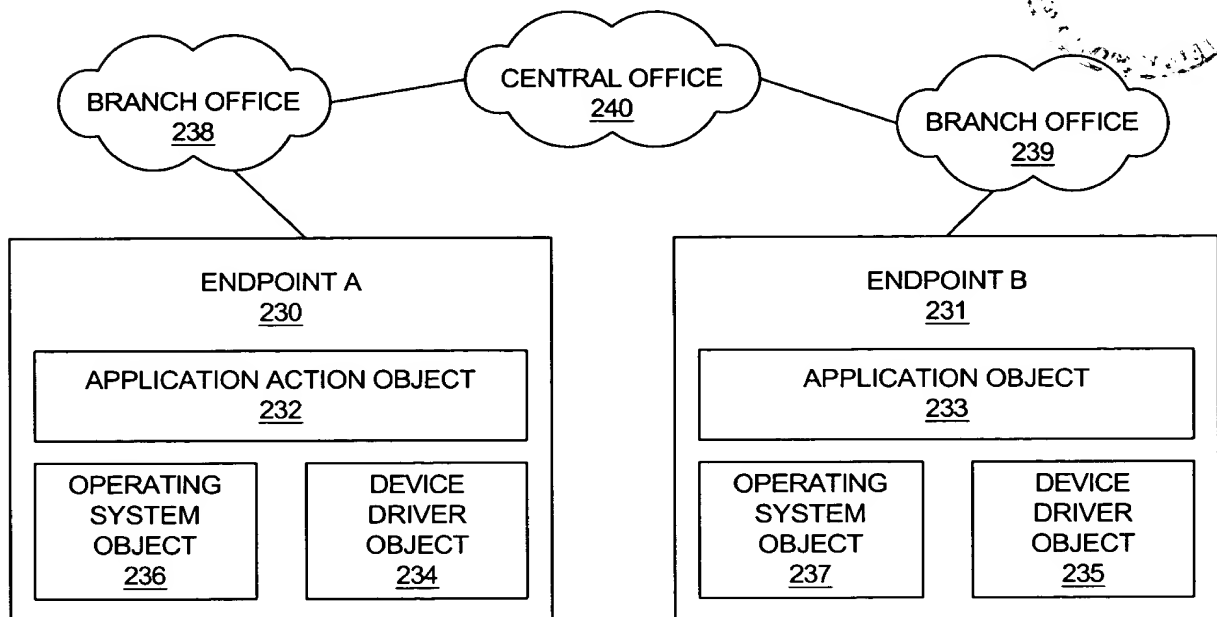 CENTRAL OFFICE
240
BRANCH OFFICE
238
BRANCH OFFICE
239
ENDPOINT A
230
APPLICATION ACTION OBJECT
232
OPERATING
SYSTEM
OBJECT
236
DEVICE
DRIVER
OBJECT
234
ENDPOINT B
231
APPLICATION OBJECT
233
OPERATING
SYSTEM
OBJECT
237
DEVICE
DRIVER
OBJECT
235